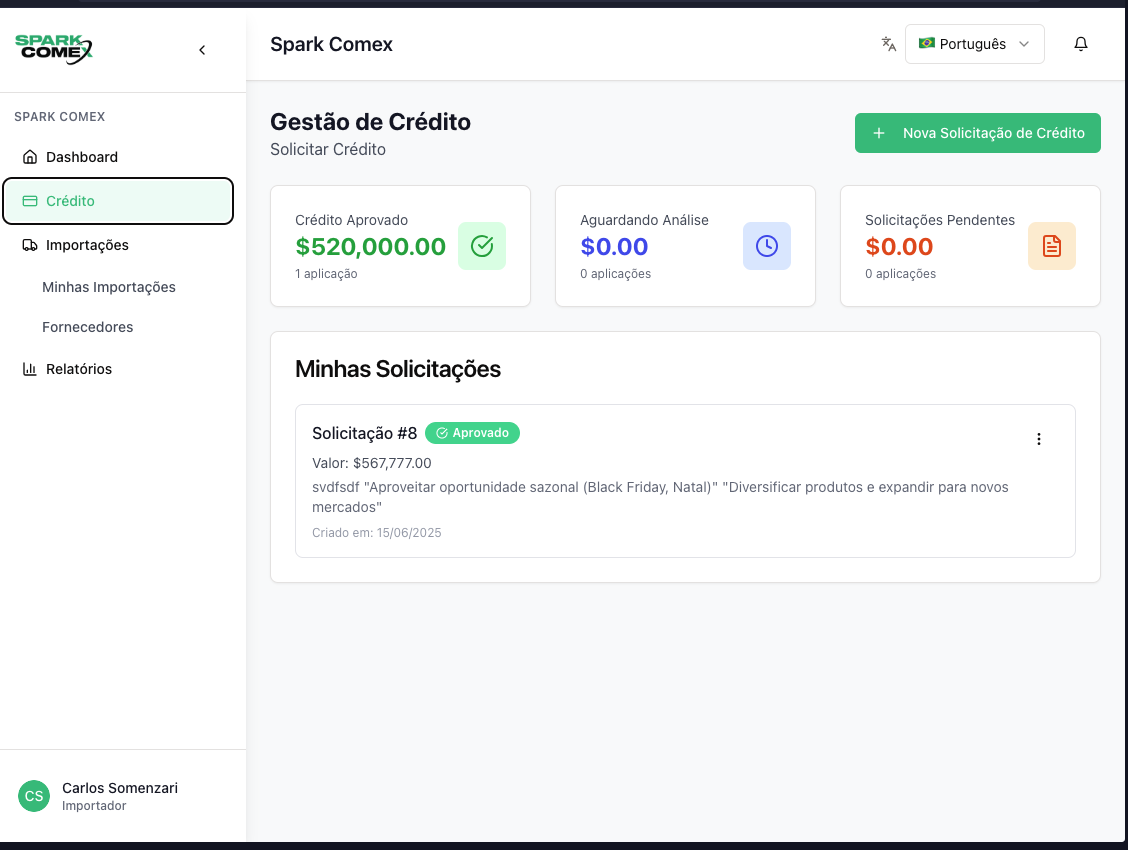 SPARK
COMEX
SPARK COMEX
Dashboard
Crédito
Importações
Minhas Importações
Fornecedores
Relatórios
CS
Carlos Somenzari
Importador
Spark Comex
Português
Gestão de Crédito
Solicitar Crédito
Nova Solicitação de Crédito
Crédito Aprovado
$520,000.00
1 aplicação
Aguardando Análise
$0.00
0 aplicações
Solicitações Pendentes
$0.00
0 aplicações
Minhas Solicitações
Solicitação #8 Aprovado
Valor: $567,777.00
svdfsdf "Aproveitar oportunidade sazonal (Black Friday, Natal)" "Diversificar produtos e expandir para novos
mercados"
Criado em: 15/06/2025